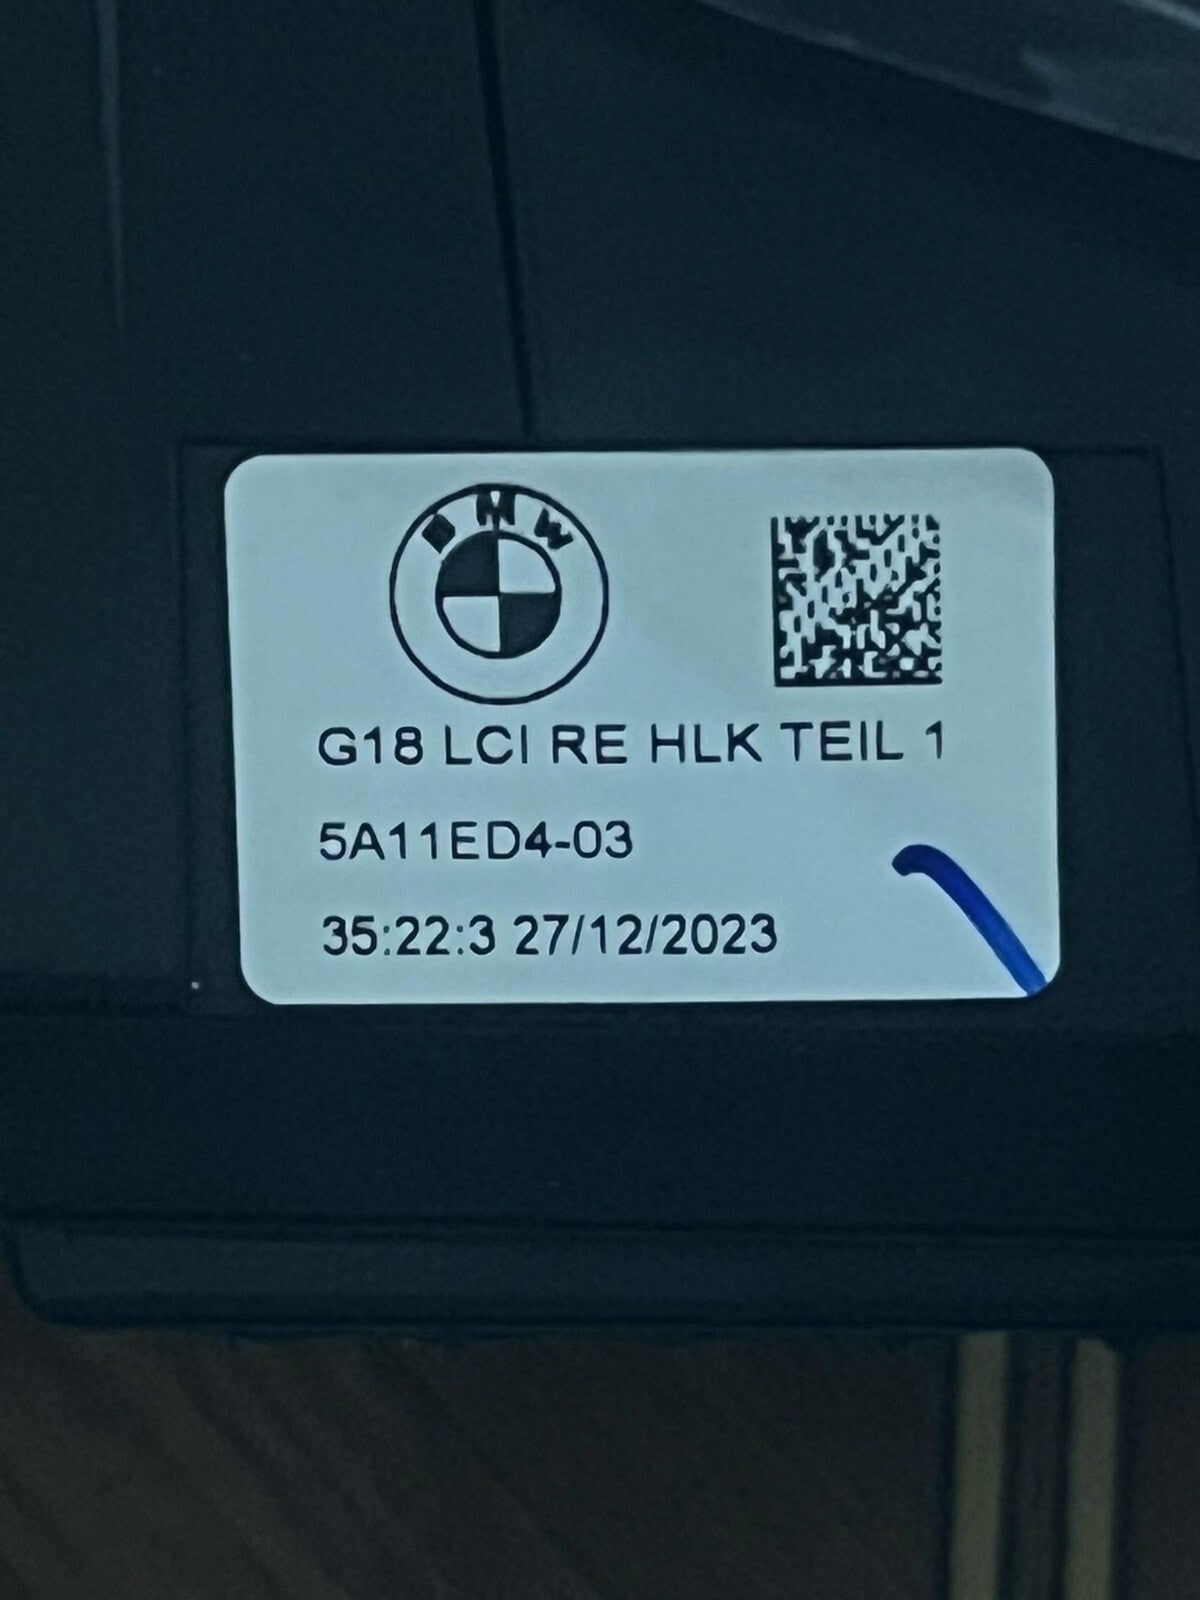 BMW
G18 LCI RE HLK TEIL 1
5A11ED4-03
35:22:3 27/12/2023